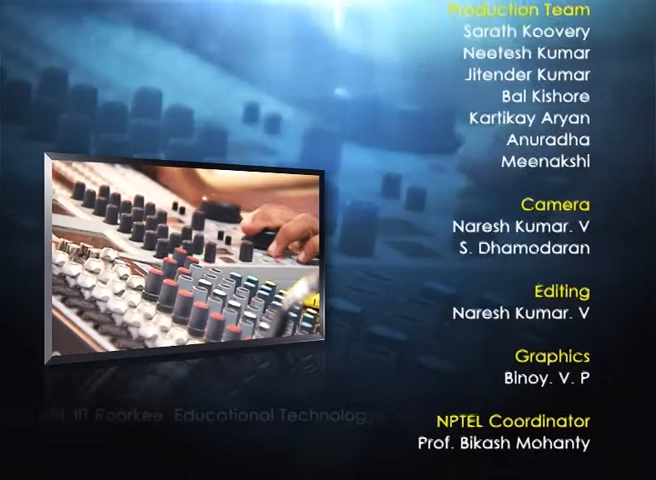 Production Team
Sarath Koovery
Neetesh Kumar
Jitender Kumar
Bal Kishore
Kartikay Aryan
Anuradha
Meenakshi
Camera
Naresh Kumar. V
S. Dhamodaran
Editing
Naresh Kumar. V
Graphics
Binoy. V. P
IIT Roorkee Educational Technolog
NPTEL Coordinator
Prof. Bikash Mohanty